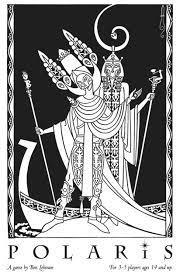 POLARIS
A game by Ben Lehman
For 3-5 players ages 14 and up